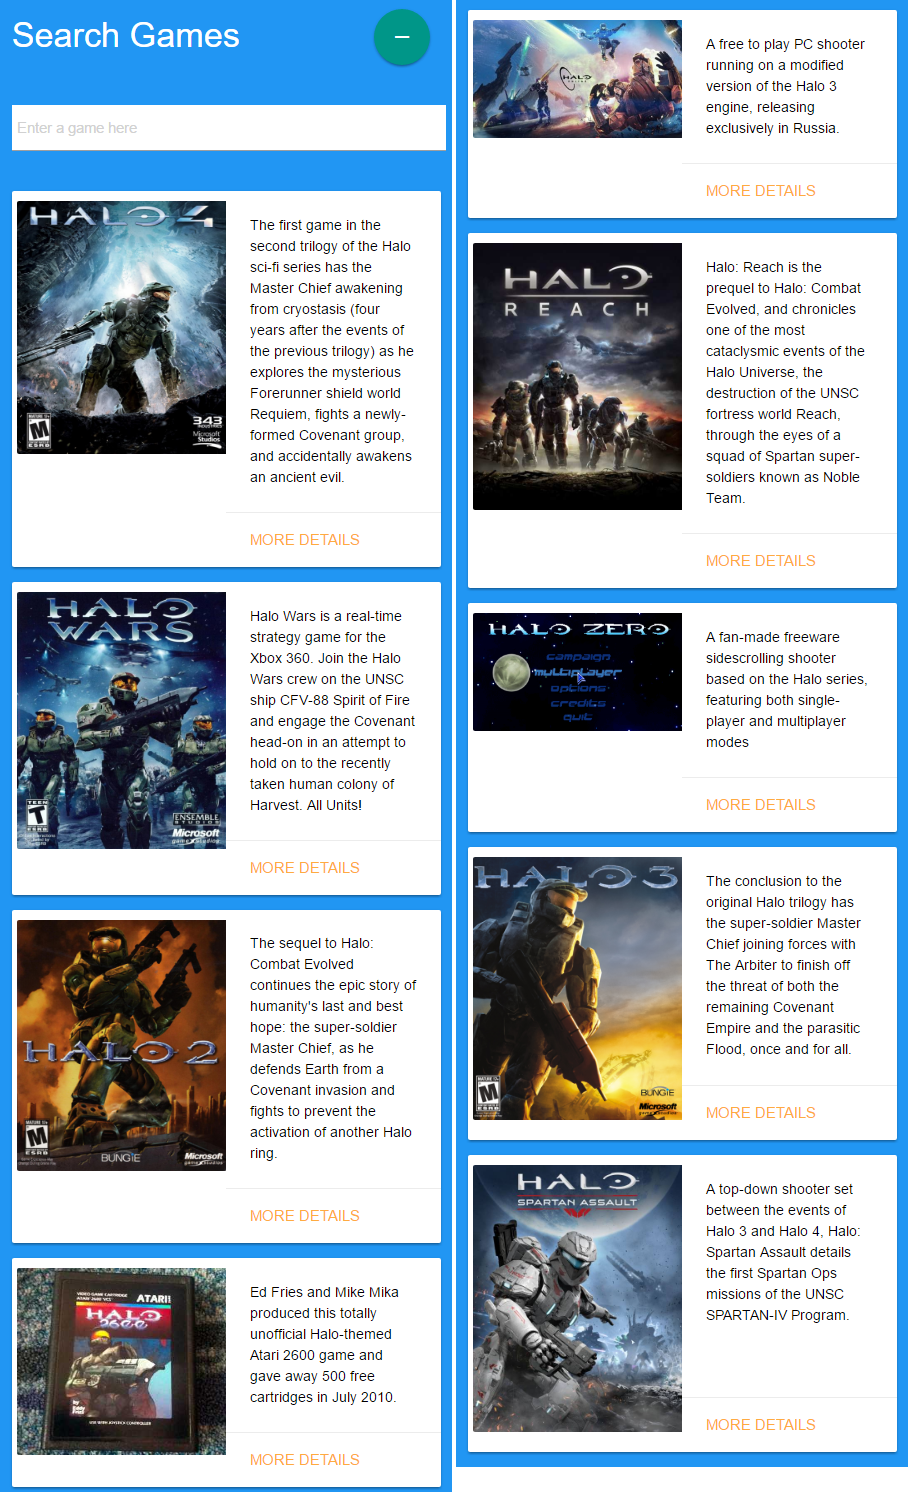 Search Games
Enter a game here
HALO 4
The first game in the
second trilogy of the Halo
sci-fi series has the
Master Chief awakening
from cryostasis (four
years after the events of
the previous trilogy) as he
explores the mysterious
Forerunner shield world
Requiem, fights a newly-
formed Covenant group,
and accidentally awakens
an ancient evil.
MATURE 17+
M
ESRB
343
INDUSTRIES
Microsoft
Studios
MORE DETAILS
HALO
WARS
Halo Wars is a real-time
strategy game for the
Xbox 360. Join the Halo
Wars crew on the UNSC
ship CFV-88 Spirit of Fire
and engage the Covenant
head-on in an attempt to
hold on to the recently
taken human colony of
Harvest. All Units!
TEEN
T
ESRB
ENSEMBLE
STUDIOS
Microsoft
game studios
MORE DETAILS
The sequel to Halo:
Combat Evolved
continues the epic story of
humanity's last and best
hope: the super-soldier
Master Chief, as he
defends Earth from a
Covenant invasion and
fights to prevent the
activation of another Halo
ring.
HALO 2
MATURE 17+
M
ESRB
BUNGIE
Microsoft
game studios
MORE DETAILS
VIDEO GAME CARTRIDGE
ATARI 2600 VCS
ATARI
HALO
2600
by
Eddy
Fries
USE WITH JOYSTICK CONTROLLER
Ed Fries and Mike Mika
produced this totally
unofficial Halo-themed
Atari 2600 game and
gave away 500 free
cartridges in July 2010.
MORE DETAILS
HALO
A free to play PC shooter
running on a modified
version of the Halo 3
engine, releasing
exclusively in Russia.
MORE DETAILS
HALO
REACH
Halo: Reach is the
prequel to Halo: Combat
Evolved, and chronicles
one of the most
cataclysmic events of the
Halo Universe, the
destruction of the UNSC
fortress world Reach,
through the eyes of a
squad of Spartan super-
soldiers known as Noble
Team.
MORE DETAILS
HALO ZERO
campaign
multiplayer
options
credits
quit
A fan-made freeware
sidescrolling shooter
based on the Halo series,
featuring both single-
player and multiplayer
modes
MORE DETAILS
HALO 3
The conclusion to the
original Halo trilogy has
the super-soldier Master
Chief joining forces with
The Arbiter to finish off
the threat of both the
remaining Covenant
Empire and the parasitic
Flood, once and for all.
MATURE 17+
M
ESRB
BUNGIE
Microsoft
game studios
MORE DETAILS
HALO
SPARTAN ASSAULT
A top-down shooter set
between the events of
Halo 3 and Halo 4, Halo:
Spartan Assault details
the first Spartan Ops
missions of the UNSC
SPARTAN-IV Program.
MORE DETAILS